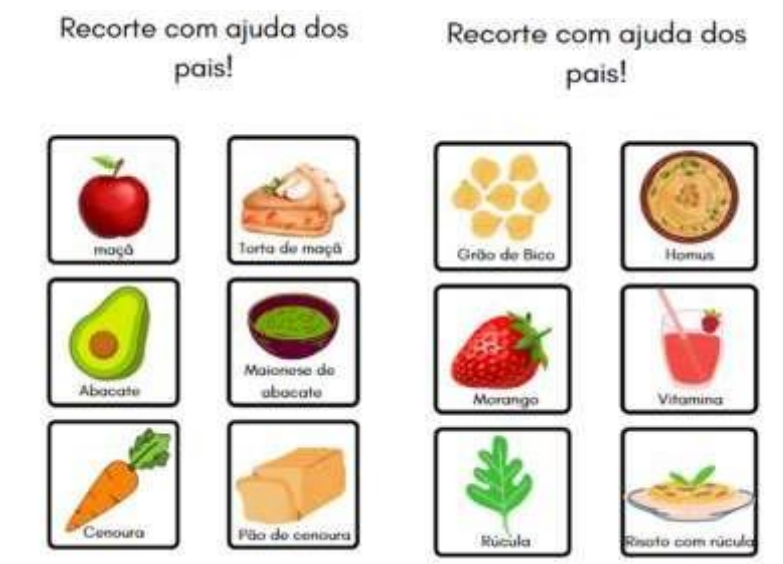 Recorte com ajuda dos
pais!
maçã
Torta de maçã
Abacate
Maionese de
abacate
Cenoura
Pão de cenoura
Recorte com ajuda dos
pais!
Grão de Bico
Homus
Morango
Vitamina
Rúcula
Risoto com rúcula